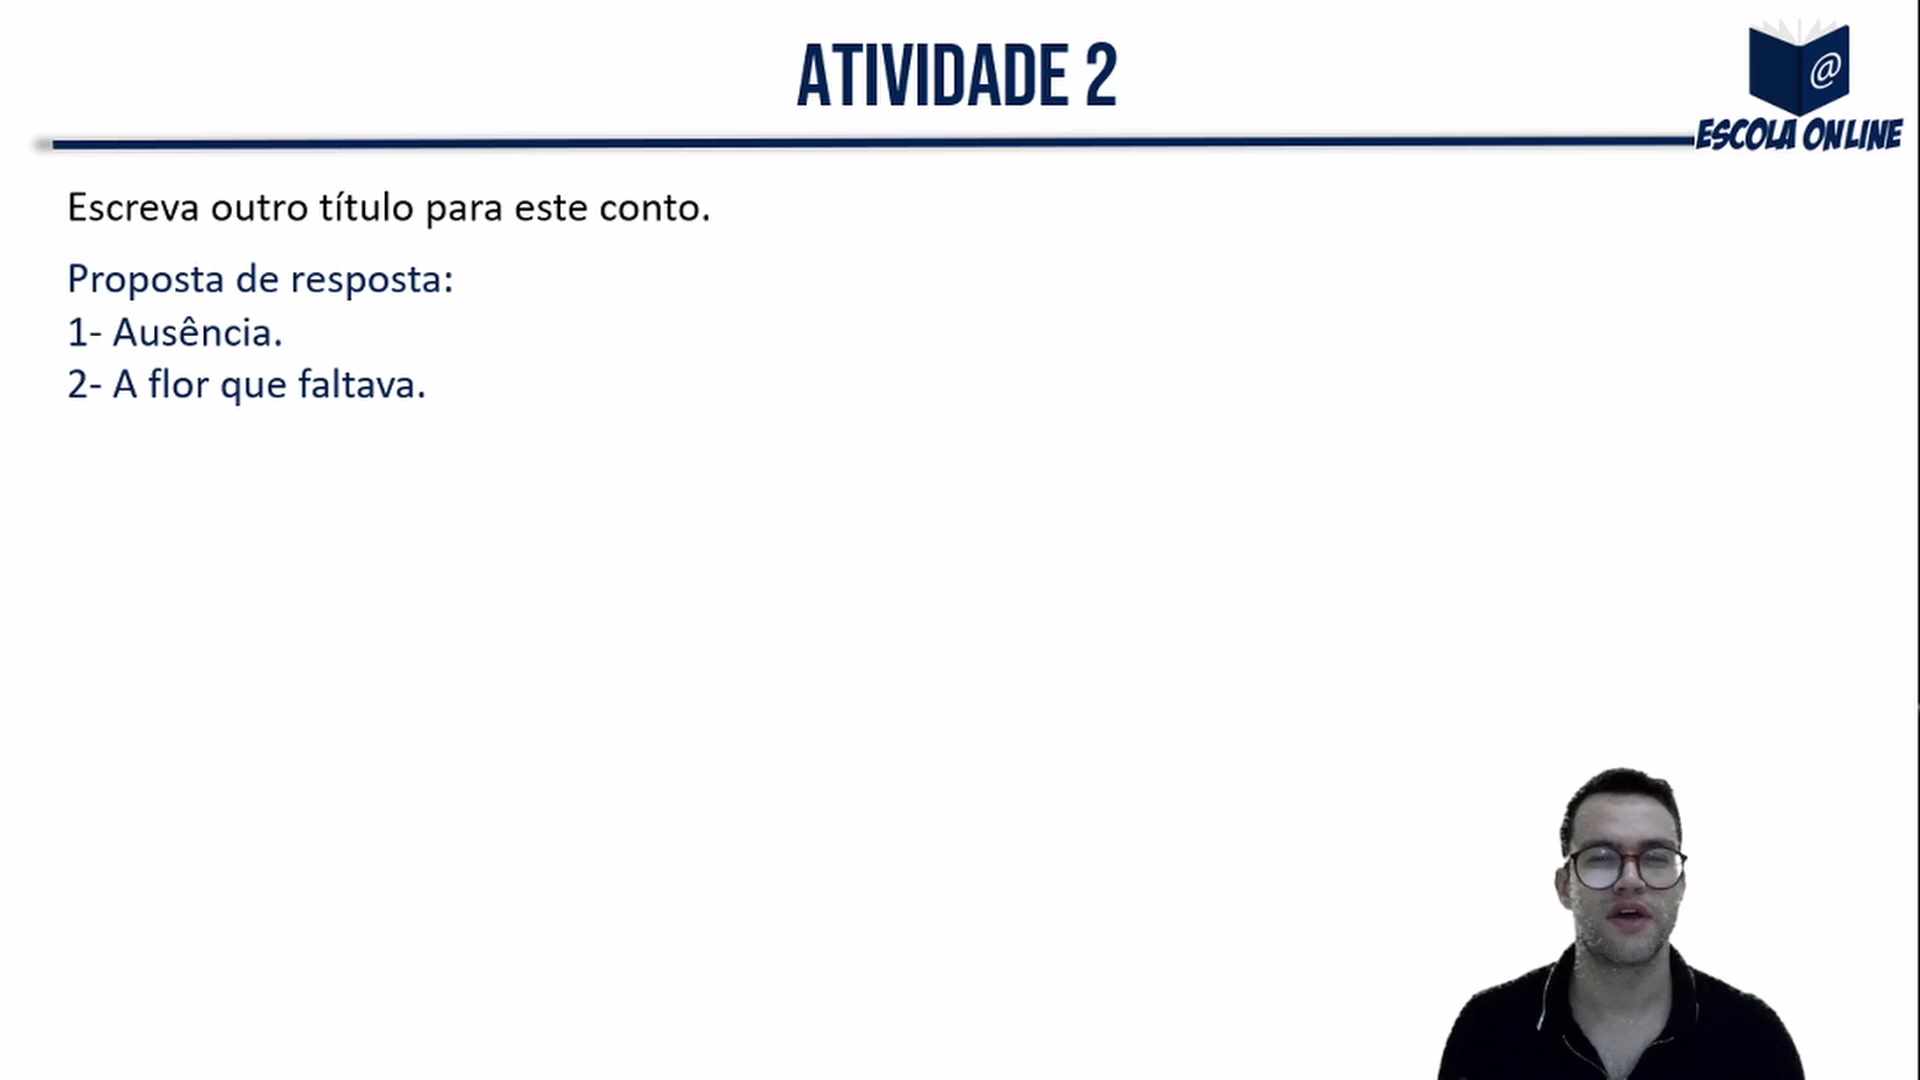 ATIVIDADE 2
@
ESCOLA ONLINE
Escreva outro título para este conto.
Proposta de resposta:
1- Ausência.
2- A flor que faltava.